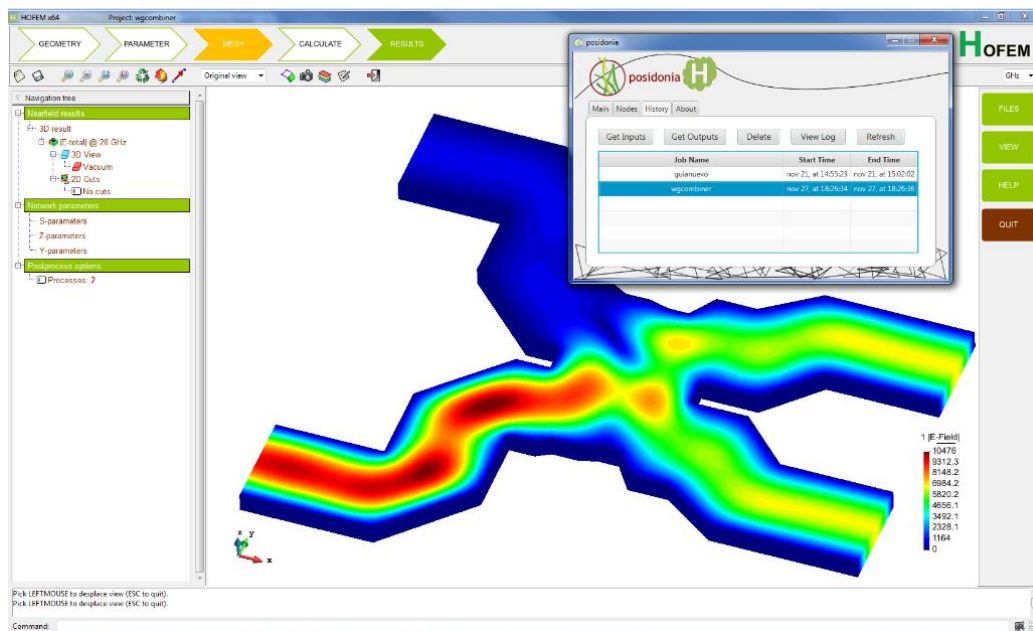 HOFEM x64 Project: wgcombiner
GEOMETRY PARAMETER MESH CALCULATE RESULTS
HOFEM
Original view
GHz
Navigation tree
Nearfield results
3D result
|E-total| @ 20 GHz
3D View
Vacuum
2D Cuts
No cuts
Network parameters
S-parameters
Z-parameters
Y-parameters
Postprocess options
Processes: 2
posidonia
posidonia H
Main Nodes History About
Get Inputs Get Outputs Delete View Log Refresh
Job Name Start Time End Time
guianuevo nov 21, at 14:55:23 nov 21, at 15:02:02
wgcombiner nov 27, at 18:26:34 nov 27, at 18:26:36
FILES
VIEW
HELP
QUIT
1 |E-Field|
10476
9312.3
8148.2
6984.2
5820.2
4656.1
3492.1
2328.1
1164
0
z y
x
Pick LEFTMOUSE to desplace view (ESC to quit).
Pick LEFTMOUSE to desplace view (ESC to quit).
Command: